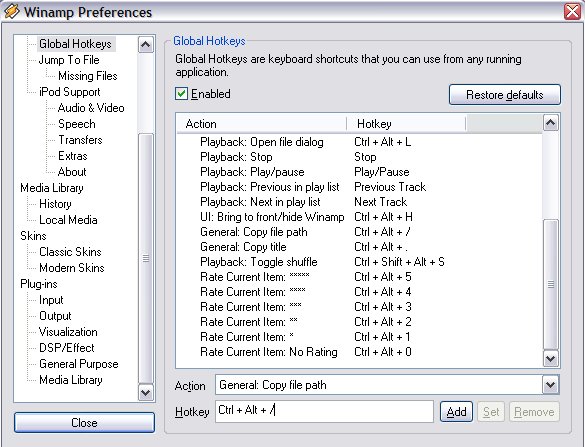 Winamp Preferences
Global Hotkeys
Jump To File
Missing Files
iPod Support
Audio & Video
Speech
Transfers
Extras
About
Media Library
History
Local Media
Skins
Classic Skins
Modern Skins
Plug-ins
Input
Output
Visualization
DSP/Effect
General Purpose
Media Library
Close
Global Hotkeys
Global Hotkeys are keyboard shortcuts that you can use from any running
application.
Enabled
Restore defaults
Action Hotkey
Playback: Open file dialog Ctrl + Alt + L
Playback: Stop Stop
Playback: Play/pause Play/Pause
Playback: Previous in play list Previous Track
Playback: Next in play list Next Track
UI: Bring to front/hide Winamp Ctrl + Alt + H
General: Copy file path Ctrl + Alt + /
General: Copy title Ctrl + Alt + .
Playback: Toggle shuffle Ctrl + Shift + Alt + S
Rate Current Item: ***** Ctrl + Alt + 5
Rate Current Item: **** Ctrl + Alt + 4
Rate Current Item: *** Ctrl + Alt + 3
Rate Current Item: ** Ctrl + Alt + 2
Rate Current Item: * Ctrl + Alt + 1
Rate Current Item: No Rating Ctrl + Alt + 0
Action General: Copy file path
Hotkey Ctrl + Alt + / Add Set Remove